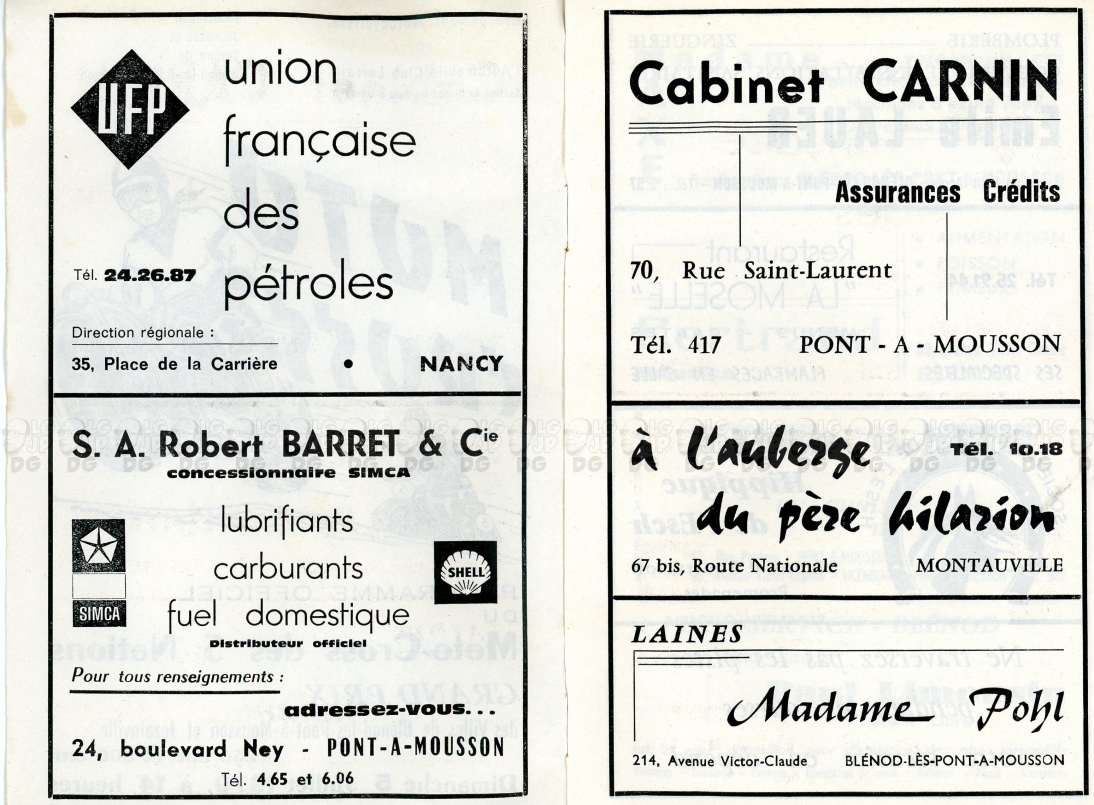 UFP
union
française
des
pétroles
Tél. 24.26.87
Direction régionale :
35, Place de la Carrière • NANCY
S. A. Robert BARRET & Cie
concessionnaire SIMCA
lubrifiants
carburants
fuel domestique
SIMCA
SHELL
Distributeur officiel
Pour tous renseignements :
adressez-vous...
24, boulevard Ney - PONT-A-MOUSSON
Tél. 4.65 et 6.06
Cabinet CARNIN
Assurances Crédits
70, Rue Saint-Laurent
Tél. 417 PONT - A - MOUSSON
à l'auberge Tél. 10.18
du père hilarion
67 bis, Route Nationale MONTAUVILLE
LAINES
Madame Pohl
214, Avenue Victor-Claude BLÉNOD-LÈS-PONT-A-MOUSSON